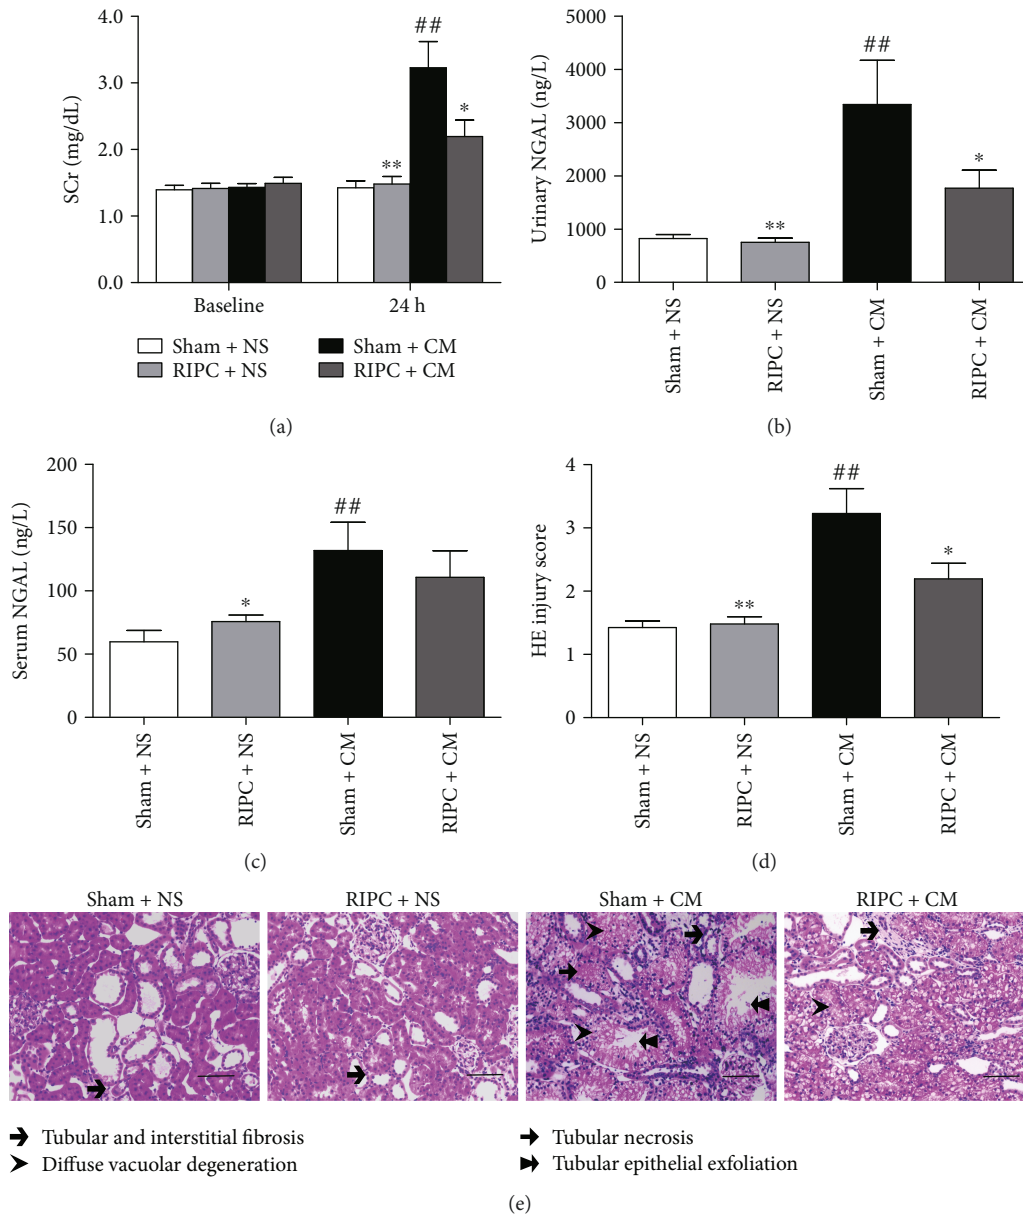 4.0
3.0
2.0
1.0
0.0
SCr (mg/dL)
##
**
*
Baseline
24 h
Sham + NS
Sham + CM
RIPC + NS
RIPC + CM
(a)
5000
4000
3000
2000
1000
0
Urinary NGAL (ng/L)
##
**
*
Sham + NS
RIPC + NS
Sham + CM
RIPC + CM
(b)
200
150
100
50
0
Serum NGAL (ng/L)
##
*
Sham + NS
RIPC + NS
Sham + CM
RIPC + CM
(c)
4
3
2
1
0
HE injury score
##
**
*
Sham + NS
RIPC + NS
Sham + CM
RIPC + CM
(d)
Sham + NS
RIPC + NS
Sham + CM
RIPC + CM
Tubular and interstitial fibrosis
Tubular necrosis
Diffuse vacuolar degeneration
Tubular epithelial exfoliation
(e)